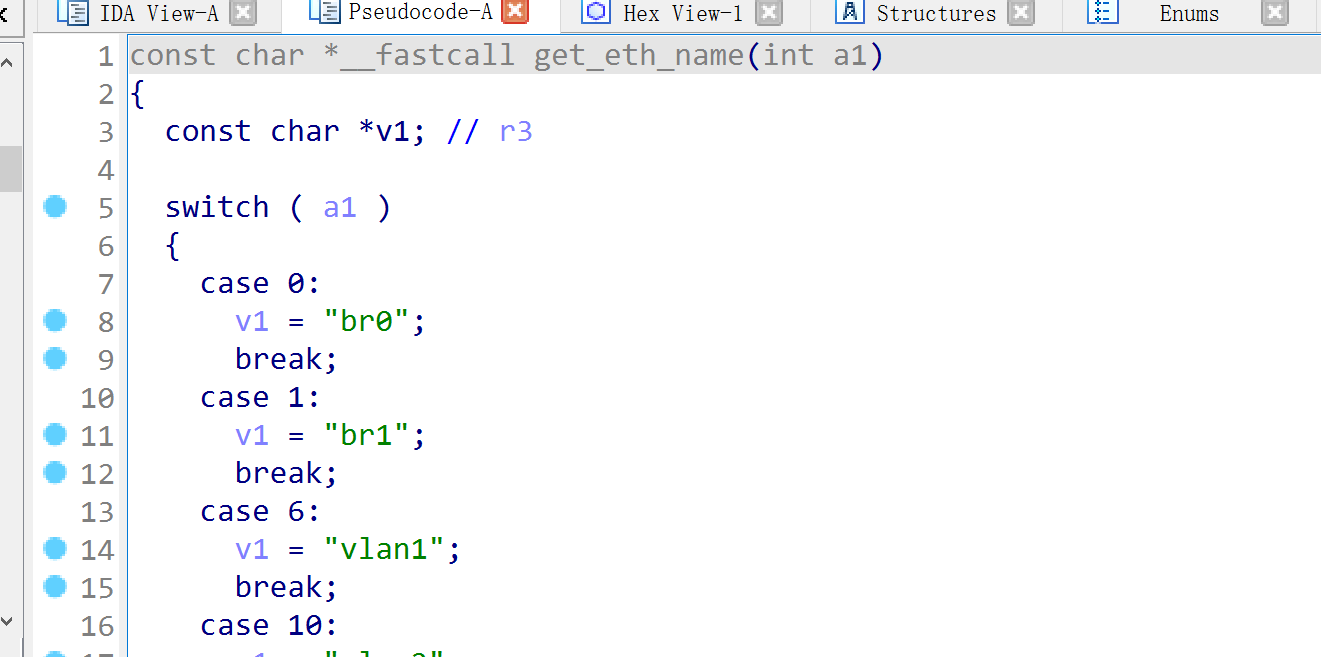 IDA View-A Pseudocode-A Hex View-1 Structures Enums
1 const char *__fastcall get_eth_name(int a1)
2 {
3 const char *v1; // r3
4
5 switch ( a1 )
6 {
7 case 0:
8 v1 = "br0";
9 break;
10 case 1:
11 v1 = "br1";
12 break;
13 case 6:
14 v1 = "vlan1";
15 break;
16 case 10: